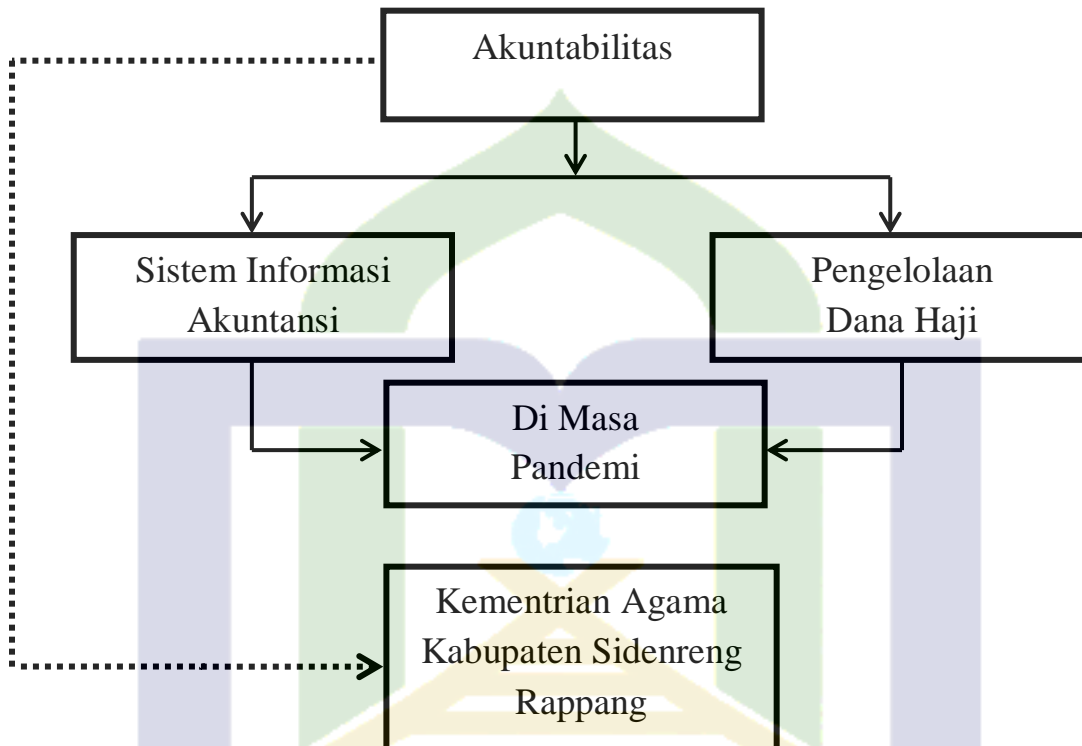 Akuntabilitas
Sistem Informasi
Akuntansi
Pengelolaan
Dana Haji
Di Masa
Pandemi
Kementrian Agama
Kabupaten Sidenreng
Rappang